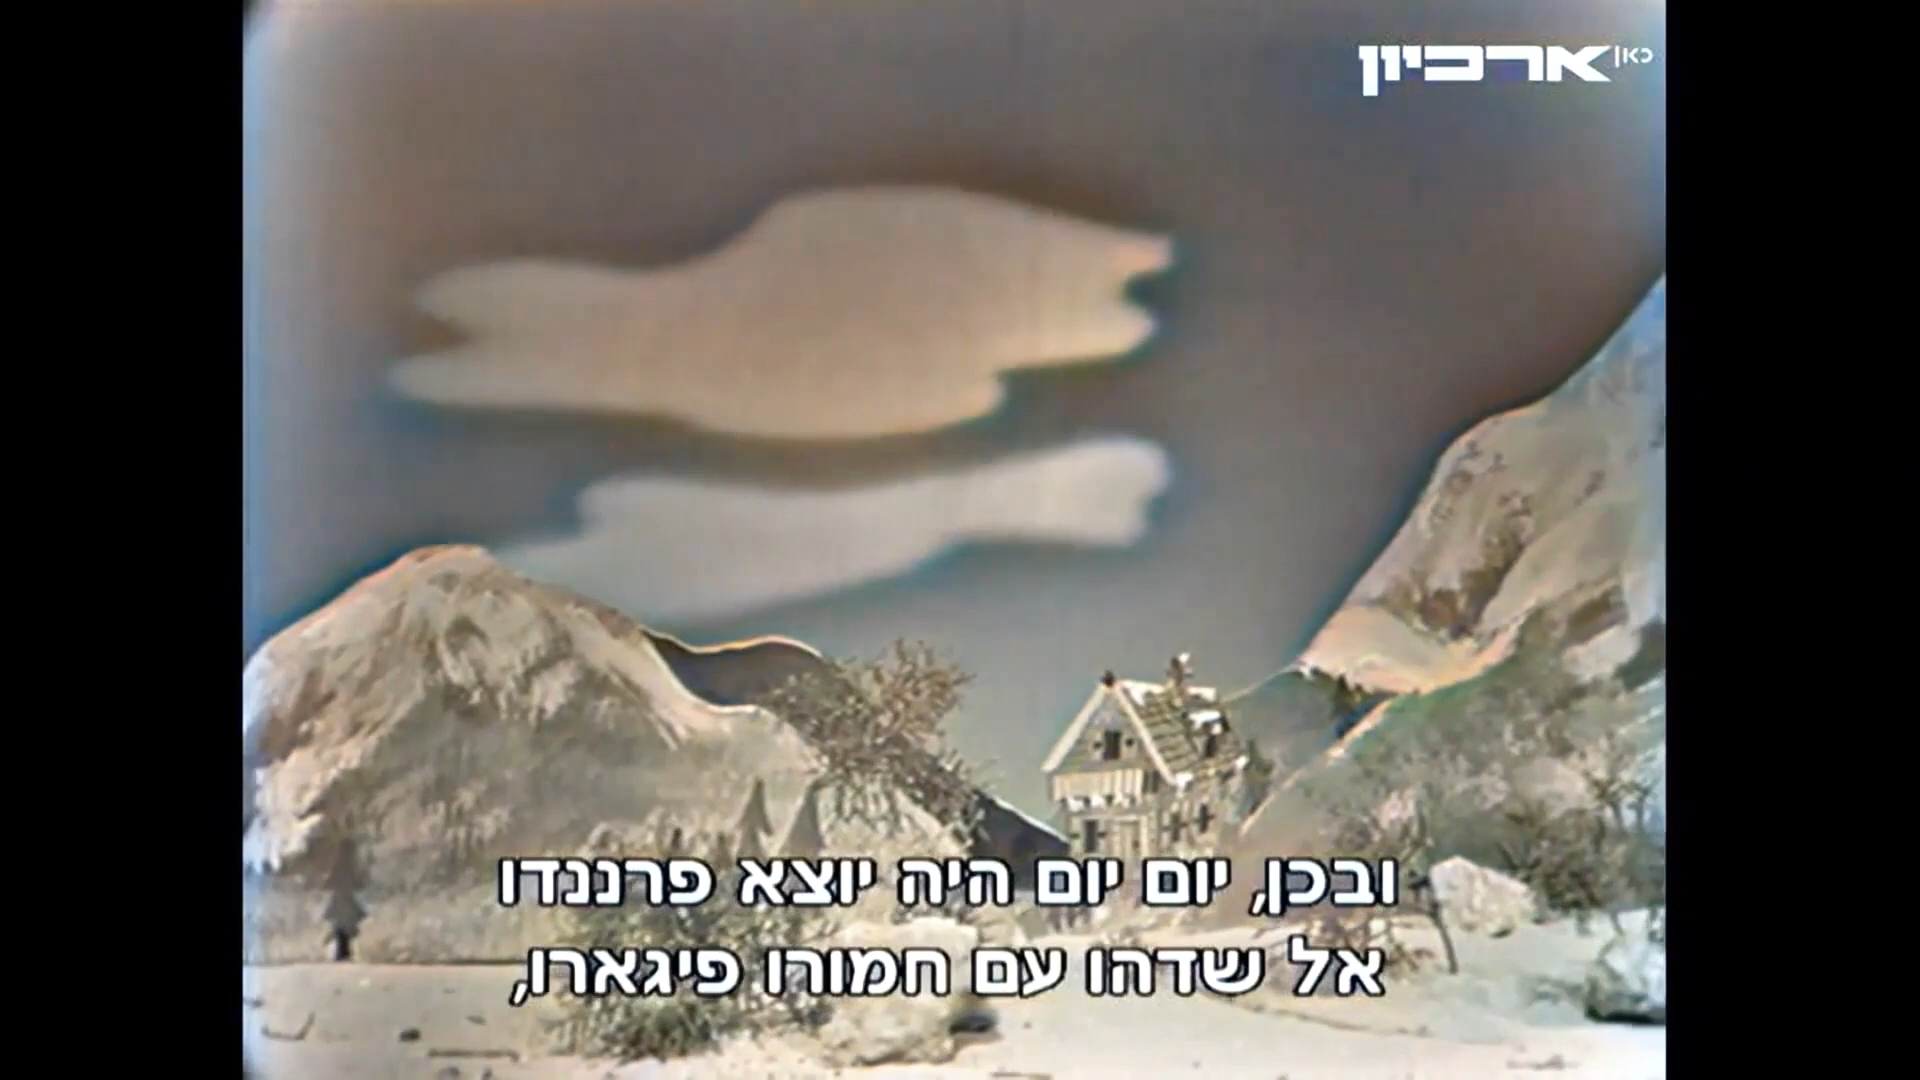 כאן ארכיון
ובכן, יום יום היה יוצא פרננדו
אל שדהו עם חמורו פיגארו,